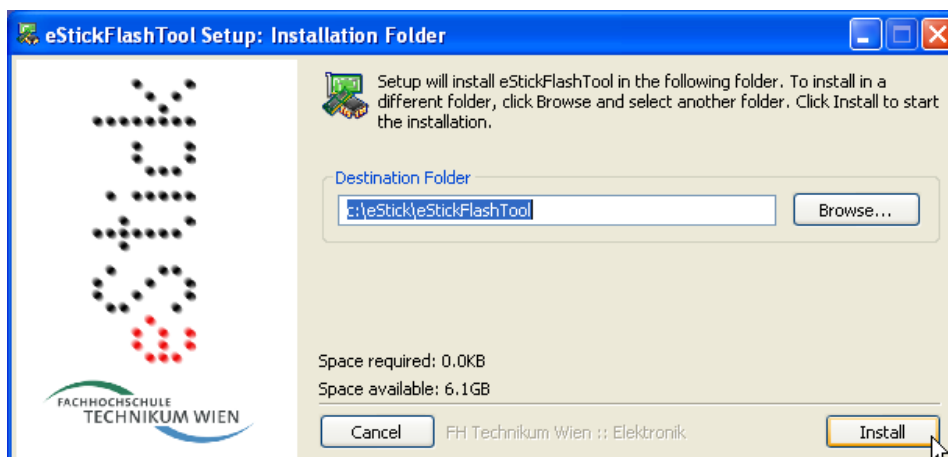 eStickFlashTool Setup: Installation Folder
Setup will install eStickFlashTool in the following folder. To install in a
different folder, click Browse and select another folder. Click Install to start
the installation.
Destination Folder
c:\eStick\eStickFlashTool
Browse...
eStick
Space required: 0.0KB
Space available: 6.1GB
FACHHOCHSCHULE
TECHNIKUM WIEN
Cancel
FH Technikum Wien :: Elektronik
Install